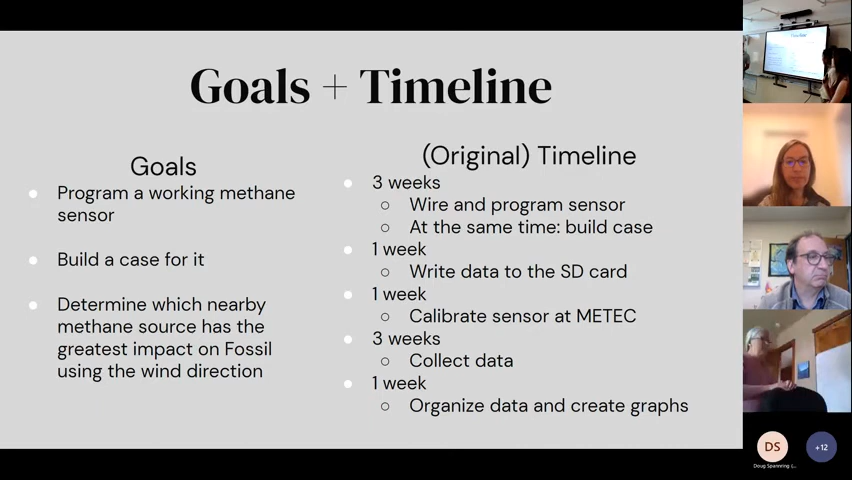 Goals + Timeline
Goals
Program a working methane
sensor
Build a case for it
Determine which nearby
methane source has the
greatest impact on Fossil
using the wind direction
(Original) Timeline
3 weeks
Wire and program sensor
At the same time: build case
1 week
Write data to the SD card
1 week
Calibrate sensor at METEC
3 weeks
Collect data
1 week
Organize data and create graphs
Timeline
DS
+12
Doug Spanring (...